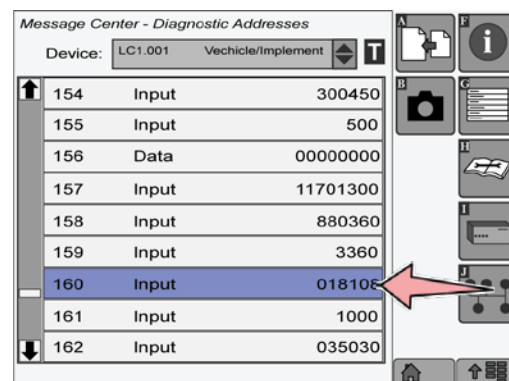 Message Center - Diagnostic Addresses
Device: LC1.001 Vechicle/Implement T
154 Input 300450
155 Input 500
156 Data 00000000
157 Input 11701300
158 Input 880360
159 Input 3360
160 Input 018108
161 Input 1000
162 Input 035030
A
F
i
B
G
H
I
J